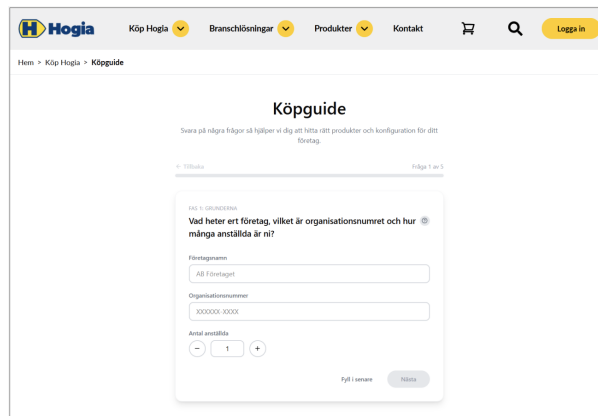 Hogia
Köp Hogia
Branschlösningar
Produkter
Kontakt
Logga in
Hem > Köp Hogia > Köpguide
Köpguide
Svara på några frågor så hjälper vi dig att hitta rätt produkter och konfiguration för ditt
företag.
Tillbaka
Fråga 1 av 5
FAS 1: GRUNDERNA
Vad heter ert företag, vilket är organisationsnumret och hur
många anställda är ni?
Företagsnamn
AB Företaget
Organisationsnummer
XXXXXX-XXXX
Antal anställda
− 1 +
Fyll i senare
Nästa